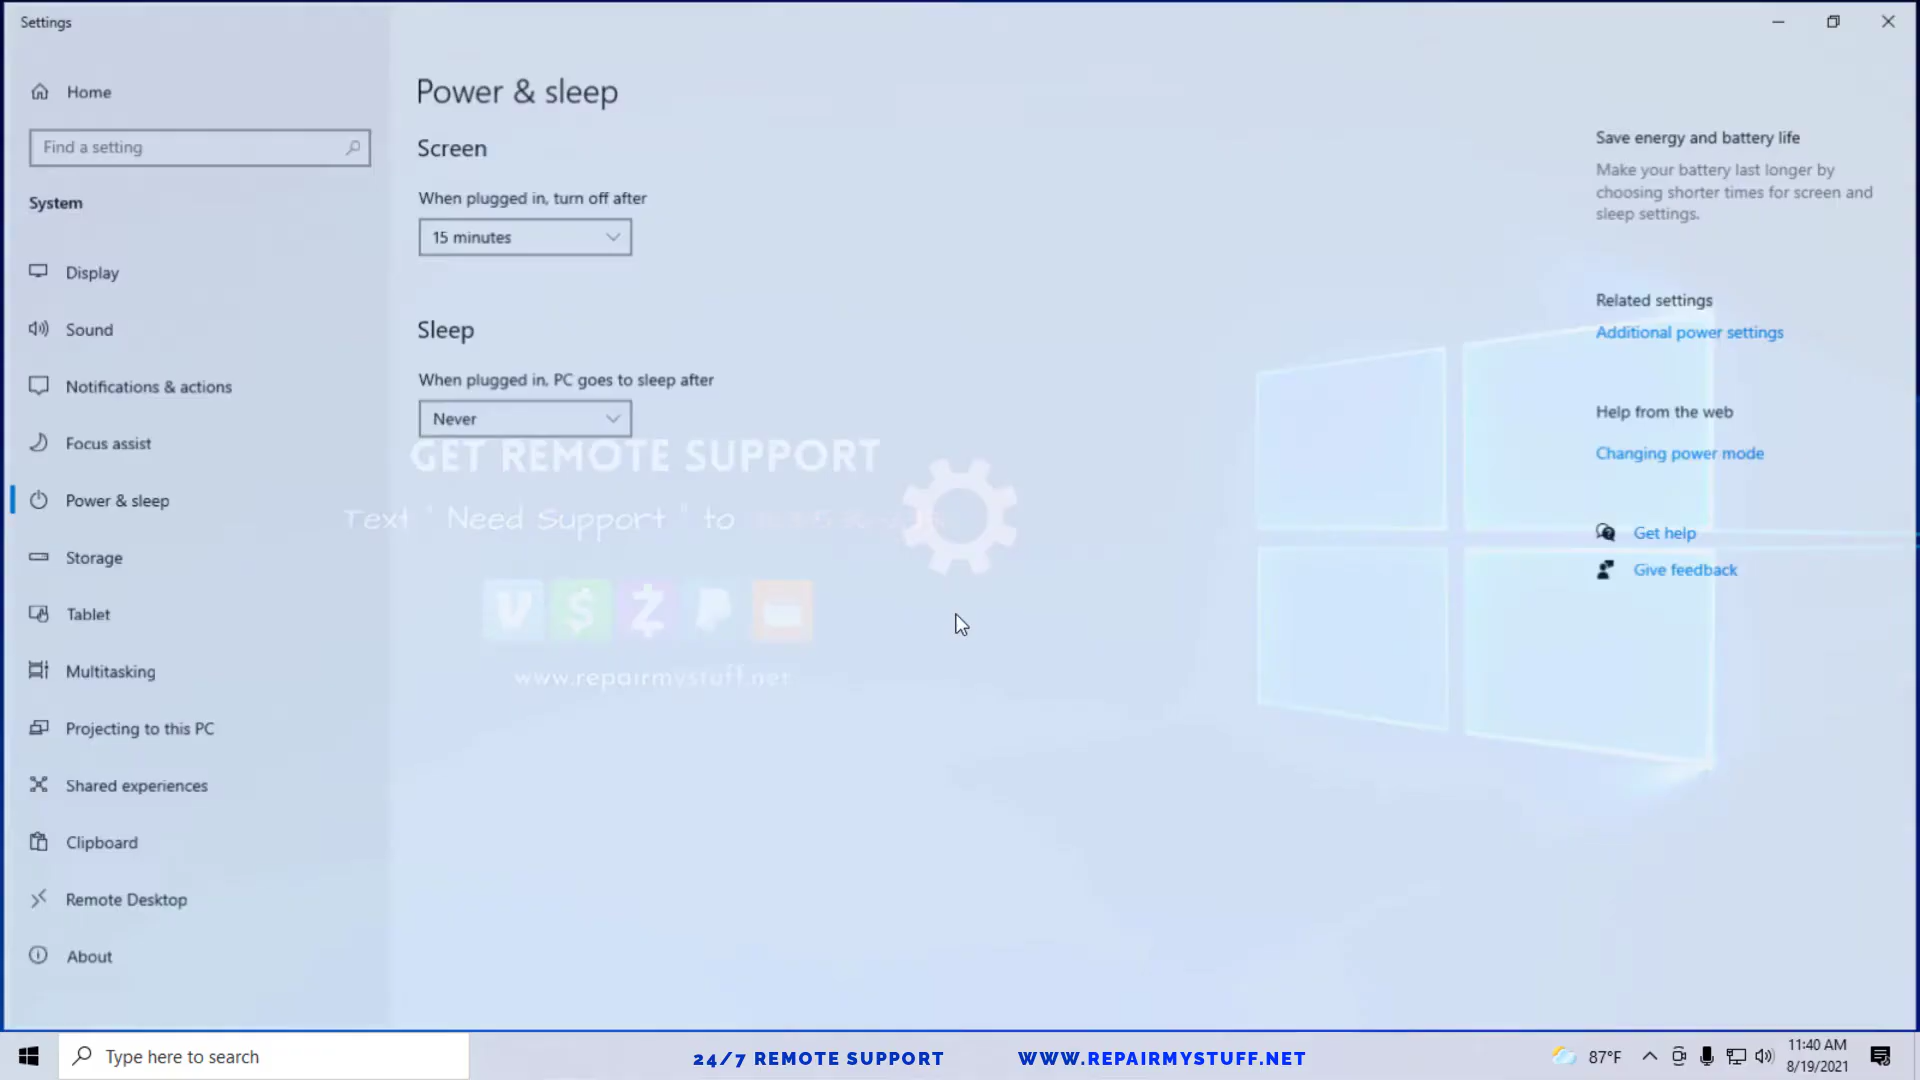 Settings
Home
Find a setting
System
Display
Sound
Notifications & actions
Focus assist
Power & sleep
Storage
Tablet
Multitasking
Projecting to this PC
Shared experiences
Clipboard
Remote Desktop
About
Power & sleep
Screen
When plugged in, turn off after
15 minutes
Sleep
When plugged in, PC goes to sleep after
Never
GET REMOTE SUPPORT
Text " Need Support " to
www.repairmystuff.net
Save energy and battery life
Make your battery last longer by
choosing shorter times for screen and
sleep settings.
Related settings
Additional power settings
Help from the web
Changing power mode
Get help
Give feedback
Type here to search
24/7 REMOTE SUPPORT
WWW.REPAIRMYSTUFF.NET
87°F
11:40 AM
8/19/2021